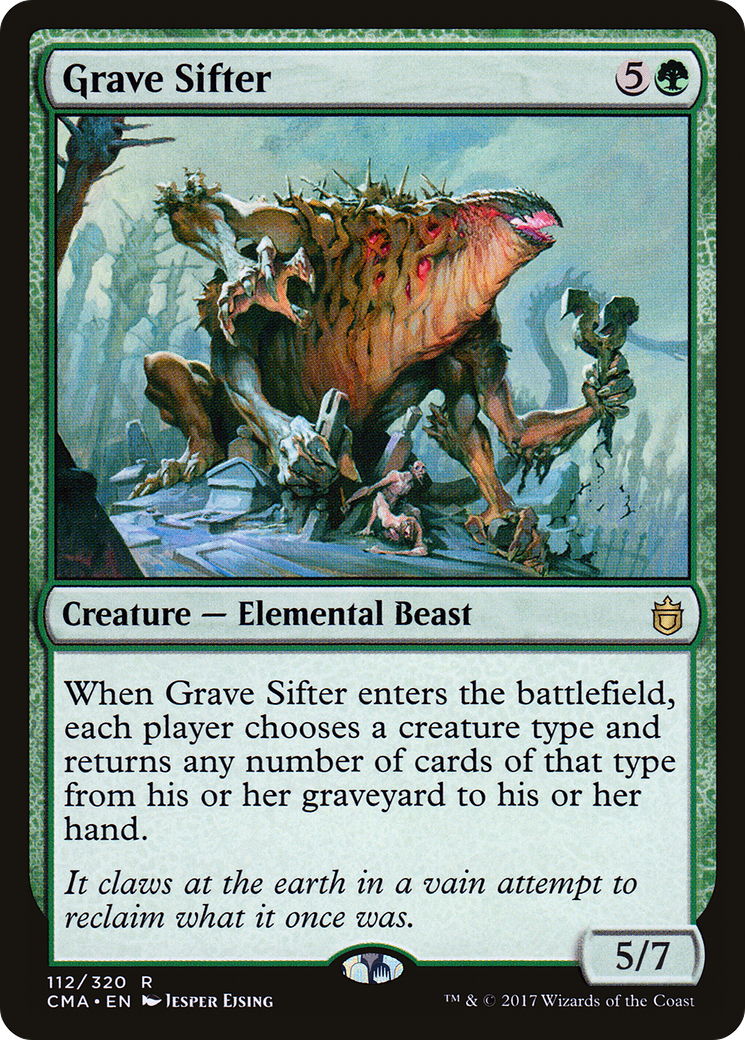 Grave Sifter 5
Creature — Elemental Beast
When Grave Sifter enters the battlefield,
each player chooses a creature type and
returns any number of cards of that type
from his or her graveyard to his or her
hand.
It claws at the earth in a vain attempt to
reclaim what it once was.
5/7
112/320 R
CMA • EN Jesper Ejsing
™ & © 2017 Wizards of the Coast